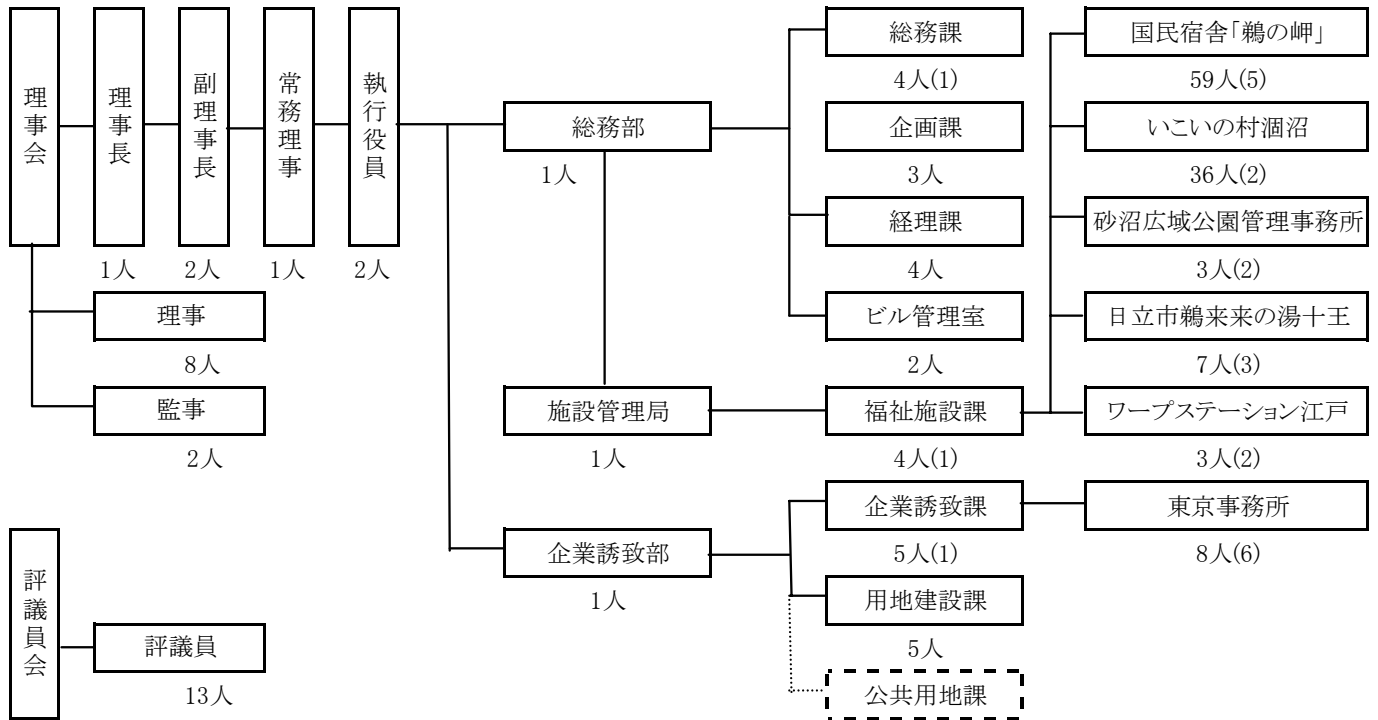 理事会
理事長
1人
副理事長
2人
常務理事
1人
執行役員
2人
理事
8人
監事
2人
評議員会
評議員
13人
総務部
1人
施設管理局
1人
企業誘致部
1人
総務課
4人(1)
企画課
3人
経理課
4人
ビル管理室
2人
福祉施設課
4人(1)
企業誘致課
5人(1)
用地建設課
5人
公共用地課
国民宿舎「鵜の岬」
59人(5)
いこいの村涸沼
36人(2)
砂沼広域公園管理事務所
3人(2)
日立市鵜来来の湯十王
7人(3)
ワープステーション江戸
3人(2)
東京事務所
8人(6)